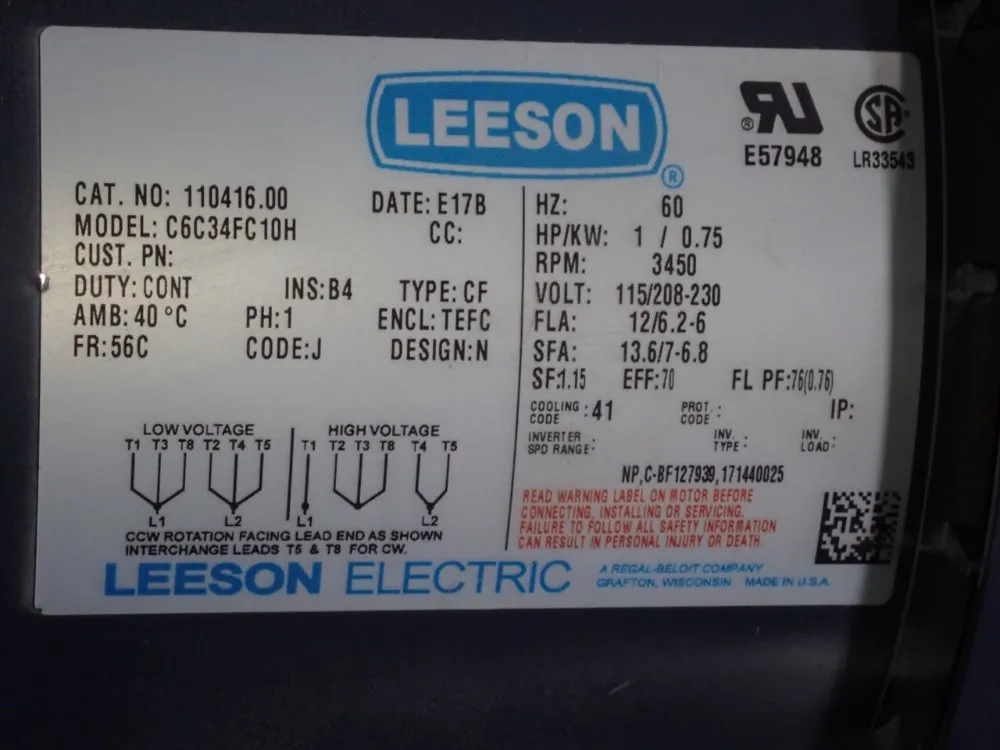 LEESON
®
UR
®
E57948
SA
LR33543
CAT. NO: 110416.00
DATE: E17B
MODEL: C6C34FC10H
CC:
CUST. PN:
DUTY: CONT INS: B4 TYPE: CF
AMB: 40 °C PH: 1 ENCL: TEFC
FR: 56C CODE: J DESIGN: N
HZ: 60
HP/KW: 1 / 0.75
RPM: 3450
VOLT: 115/208-230
FLA: 12/6.2-6
SFA: 13.6/7-6.8
SF:1.15 EFF:70 FL PF:76(0.76)
COOLING CODE : 41 PROT. CODE : IP:
INVERTER SPD RANGE : INV. TYPE : INV. LOAD :
NP,C-BF127939,171440025
LOW VOLTAGE HIGH VOLTAGE
T1 T3 T8 T2 T4 T5 T1 T2 T3 T8 T4 T5
L1 L2 L1 L2
CCW ROTATION FACING LEAD END AS SHOWN
INTERCHANGE LEADS T5 & T8 FOR CW.
READ WARNING LABEL ON MOTOR BEFORE
CONNECTING, INSTALLING OR SERVICING.
FAILURE TO FOLLOW ALL SAFETY INFORMATION
CAN RESULT IN PERSONAL INJURY OR DEATH.
LEESON ELECTRIC
A REGAL-BELOIT COMPANY
GRAFTON, WISCONSIN MADE IN U.S.A.